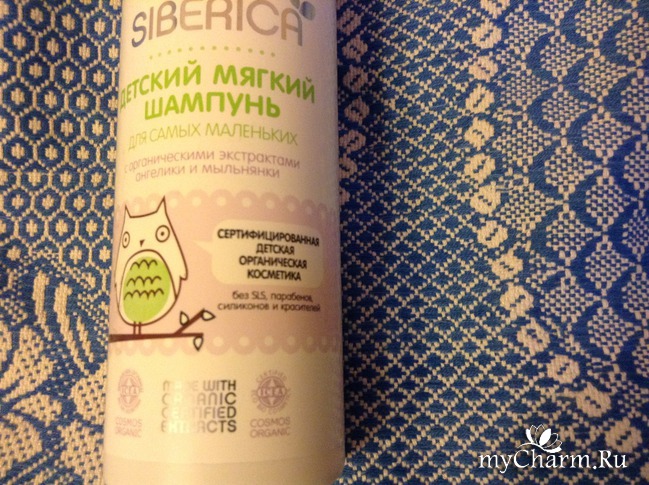 SIBERICA
ДЕТСКИЙ МЯГКИЙ
ШАМПУНЬ
ДЛЯ САМЫХ МАЛЕНЬКИХ
с органическими экстрактами
ангелики и мыльнянки
СЕРТИФИЦИРОВАННАЯ
ДЕТСКАЯ
ОРГАНИЧЕСКАЯ
КОСМЕТИКА
без SLS, парабенов,
силиконов и красителей
COSMOS
ORGANIC
MADE WITH
ORGANIC
CERTIFIED
EXTRACTS
COSMOS
ORGANIC
myCharm.Ru